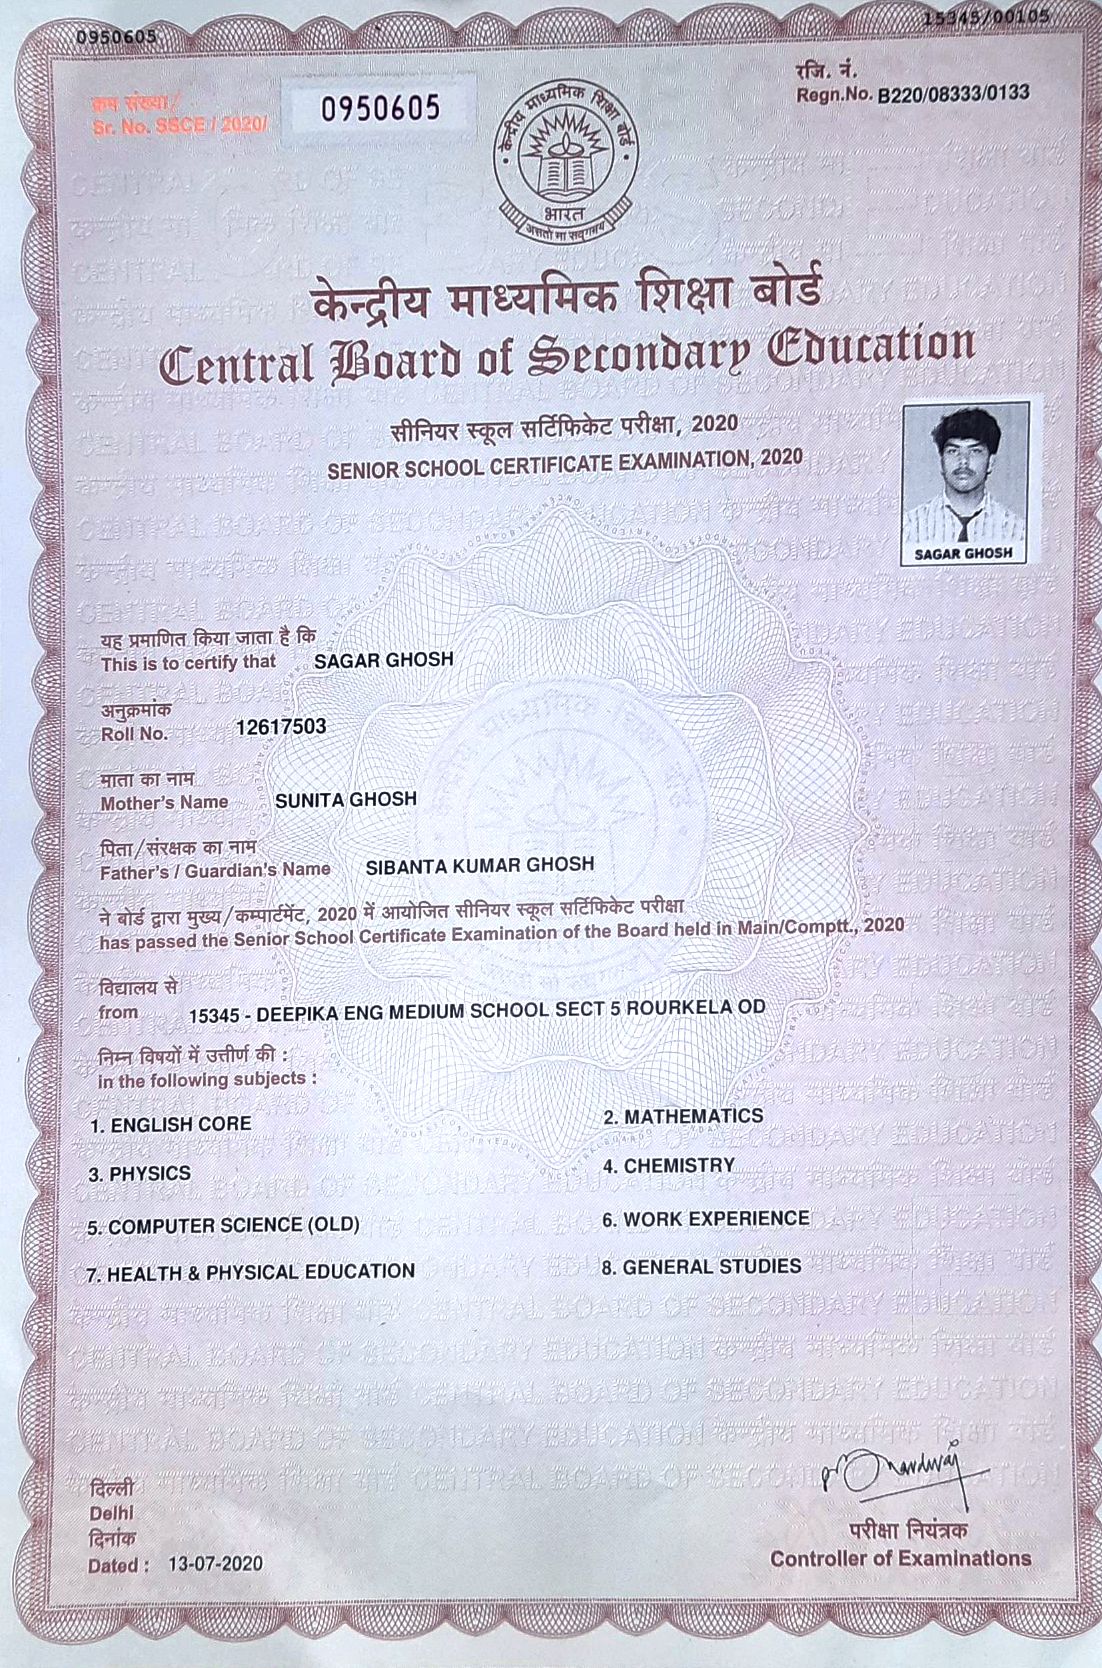 0950605
15345/00105
क्रम संख्या/
Sr. No. SSCE / 2020/
0950605
रजि. नं.
Regn.No. B220/08333/0133
केन्द्रीय माध्यमिक शिक्षा बोर्ड
भारत
असतो मा सद्गमय
केन्द्रीय माध्यमिक शिक्षा बोर्ड
Central Board of Secondary Education
सीनियर स्कूल सर्टिफिकेट परीक्षा, 2020
SENIOR SCHOOL CERTIFICATE EXAMINATION, 2020
SAGAR GHOSH
यह प्रमाणित किया जाता है कि
This is to certify that SAGAR GHOSH
अनुक्रमांक
Roll No. 12617503
माता का नाम
Mother's Name SUNITA GHOSH
पिता/संरक्षक का नाम
Father's / Guardian's Name SIBANTA KUMAR GHOSH
ने बोर्ड द्वारा मुख्य/कम्पार्टमेंट, 2020 में आयोजित सीनियर स्कूल सर्टिफिकेट परीक्षा
has passed the Senior School Certificate Examination of the Board held in Main/Comptt., 2020
विद्यालय से
from 15345 - DEEPIKA ENG MEDIUM SCHOOL SECT 5 ROURKELA OD
निम्न विषयों में उत्तीर्ण की :
in the following subjects :
1. ENGLISH CORE 2. MATHEMATICS
3. PHYSICS 4. CHEMISTRY
5. COMPUTER SCIENCE (OLD) 6. WORK EXPERIENCE
7. HEALTH & PHYSICAL EDUCATION 8. GENERAL STUDIES
दिल्ली
Delhi
दिनांक
Dated : 13-07-2020
परीक्षा नियंत्रक
Controller of Examinations